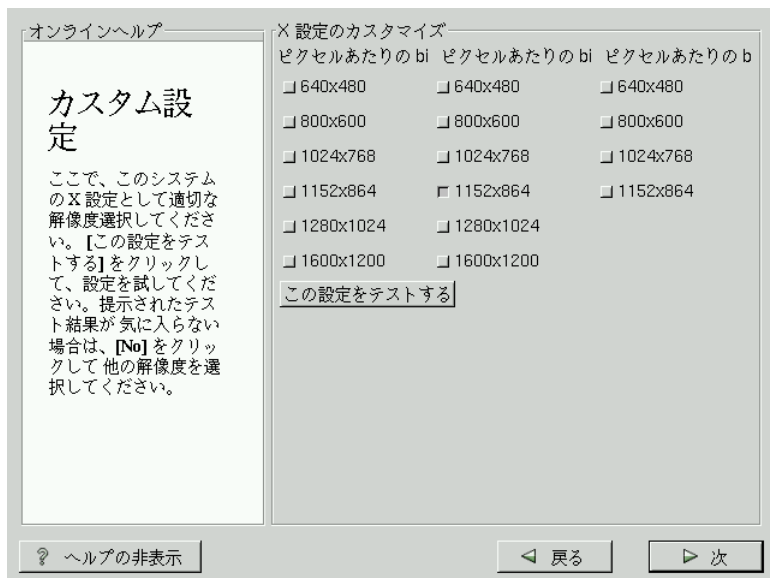 オンラインヘルプ
カスタム設
定
ここで、このシステム
のX 設定として適切な
解像度選択してくださ
い。 [この設定をテス
トする] をクリックし
て、設定を試してくだ
さい。提示されたテス
ト結果が 気に入らない
場合は、[No] をクリッ
クして 他の解像度を選
択してください。
X 設定のカスタマイズ
ピクセルあたりの bi ピクセルあたりの bi ピクセルあたりの b
640x480 640x480 640x480
800x600 800x600 800x600
1024x768 1024x768 1024x768
1152x864 1152x864 1152x864
1280x1024 1280x1024
1600x1200 1600x1200
この設定をテストする
? ヘルプの非表示
戻る
次